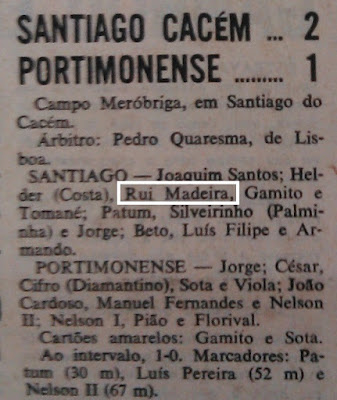 SANTIAGO CACÉM ... 2
PORTIMONENSE ......... 1
Campo Meróbriga, em Santiago do
Cacém.
Árbitro: Pedro Quaresma, de Lis-
boa.
SANTIAGO — Joaquim Santos; Hel-
der (Costa), Rui Madeira, Gamito e
Tomané; Patum, Silveirinho (Palmi-
nha) e Jorge; Beto, Luís Filipe e Ar-
mando.
PORTIMONENSE — Jorge; César,
Cifro (Diamantino), Sota e Viola; João
Cardoso, Manuel Fernandes e Nelson
II; Nelson I, Pião e Florival.
Cartões amarelos: Gamito e Sota.
Ao intervalo, 1-0. Marcadores: Pa-
tum (30 m), Luís Pereira (52 m) e
Nelson II (67 m).